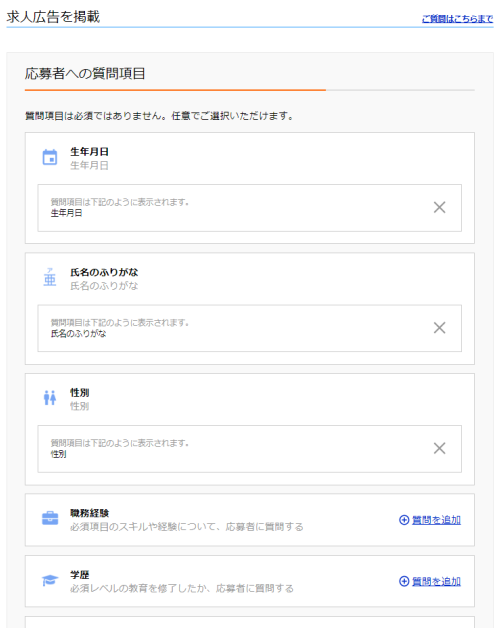 求人広告を掲載
ご質問はこちらまで
応募者への質問項目
質問項目は必須ではありません。任意でご選択いただけます。
生年月日
生年月日
質問項目は下記のように表示されます。
生年月日
ア
亜
氏名のふりがな
氏名のふりがな
質問項目は下記のように表示されます。
氏名のふりがな
性別
性別
質問項目は下記のように表示されます。
性別
職務経験
必須項目のスキルや経験について、応募者に質問する
質問を追加
学歴
必須レベルの教育を修了したか、応募者に質問する
質問を追加